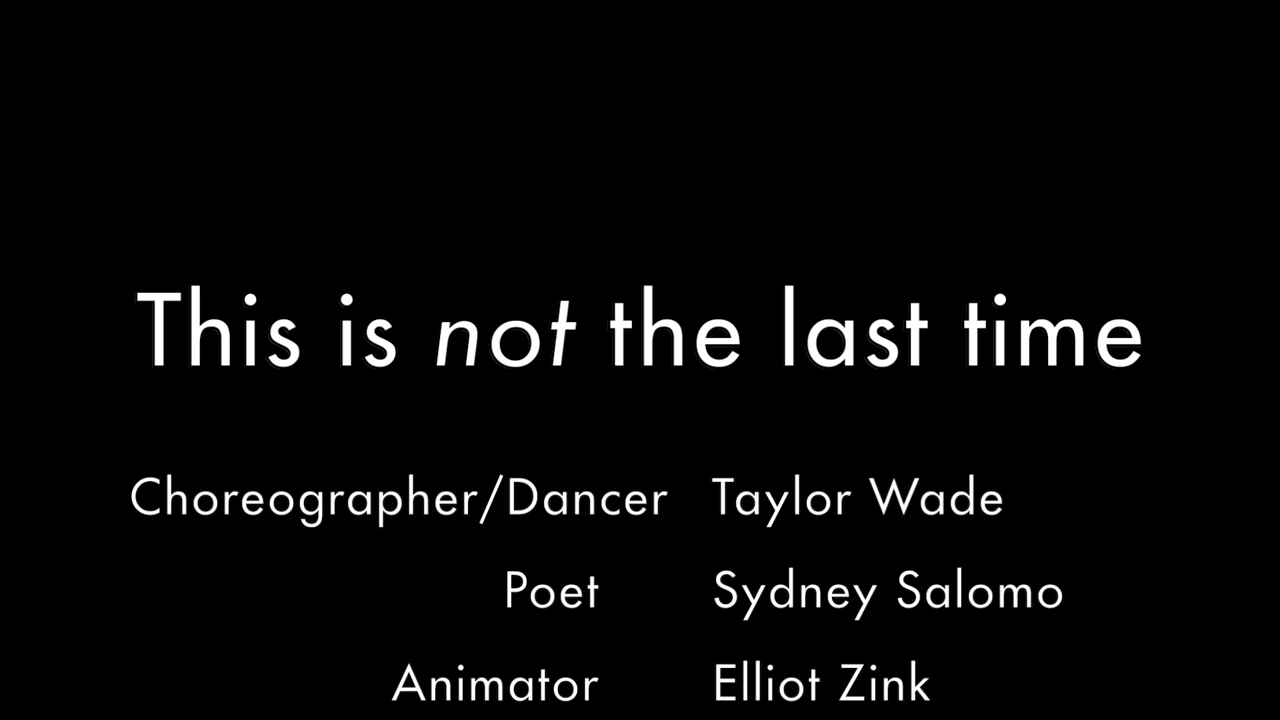 This is not the last time
Choreographer/Dancer Taylor Wade
Poet Sydney Salomo
Animator Elliot Zink